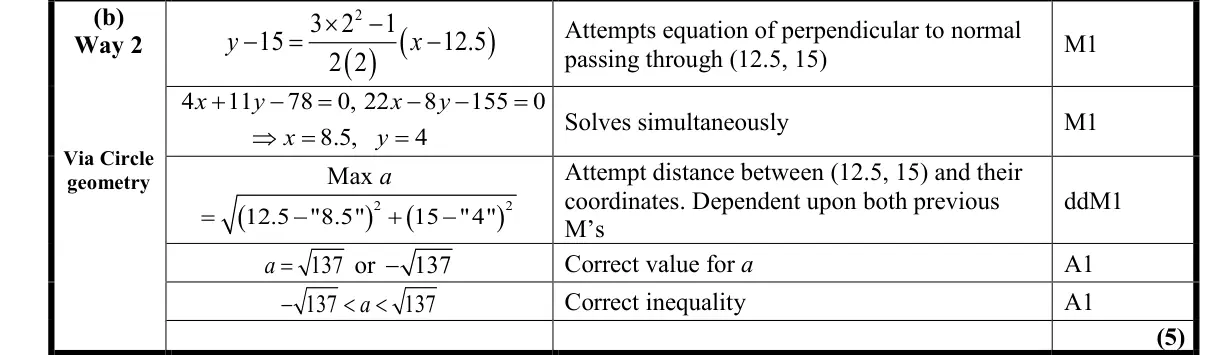 (b)
Way 2
Via Circle
geometry
y−15 = (3×2²−1)/(2(2)) (x−12.5)
Attempts equation of perpendicular to normal
passing through (12.5, 15)
M1
4x+11y−78 = 0, 22x−8y−155 = 0
⇒ x = 8.5, y = 4
Solves simultaneously
M1
Max a
= √((12.5−"8.5")²+(15−"4")²)
Attempt distance between (12.5, 15) and their
coordinates. Dependent upon both previous
M’s
ddM1
a = √137 or −√137
Correct value for a
A1
−√137 < a < √137
Correct inequality
A1
(5)